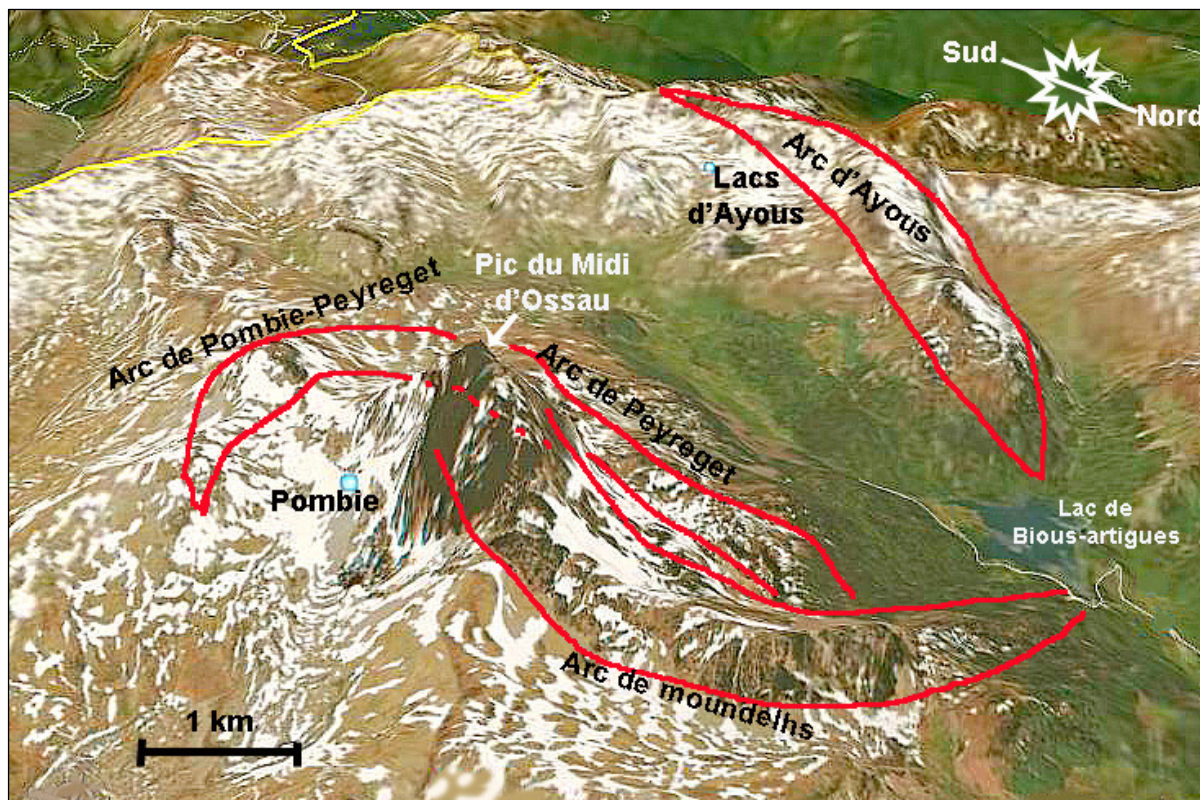 Sud
Nord
Arc d'Ayous
Lacs
d'Ayous
Pic du Midi
d'Ossau
Arc de Pombie-Peyreget
Arc de Peyreget
Pombie
Lac de
Bious-artigues
Arc de moundelhs
1 km